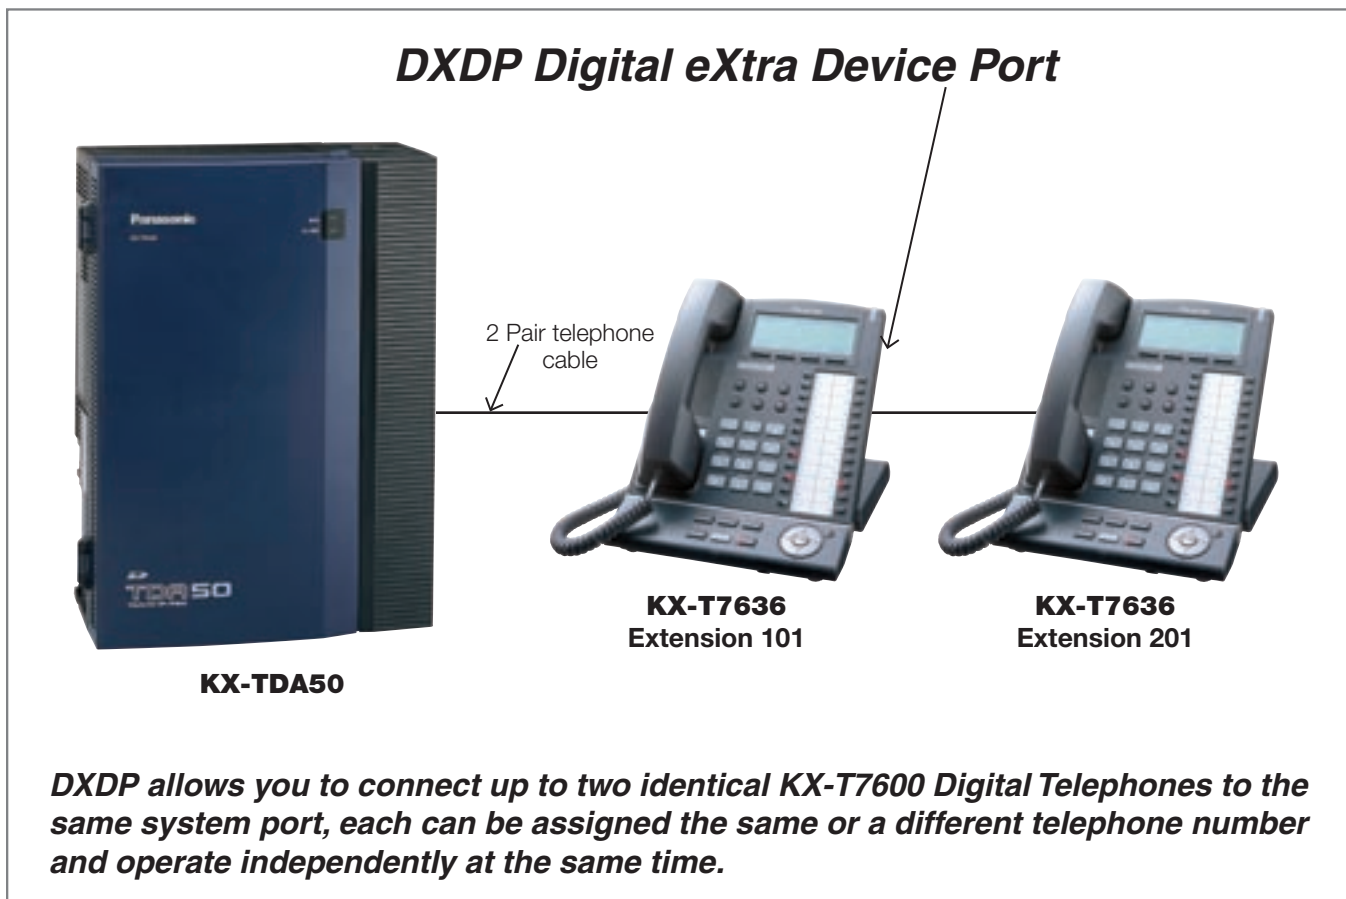 DXDP Digital eXtra Device Port
Panasonic
2 Pair telephone
cable
TDA50
KX-TDA50
KX-T7636
Extension 101
KX-T7636
Extension 201
DXDP allows you to connect up to two identical KX-T7600 Digital Telephones to the
same system port, each can be assigned the same or a different telephone number
and operate independently at the same time.